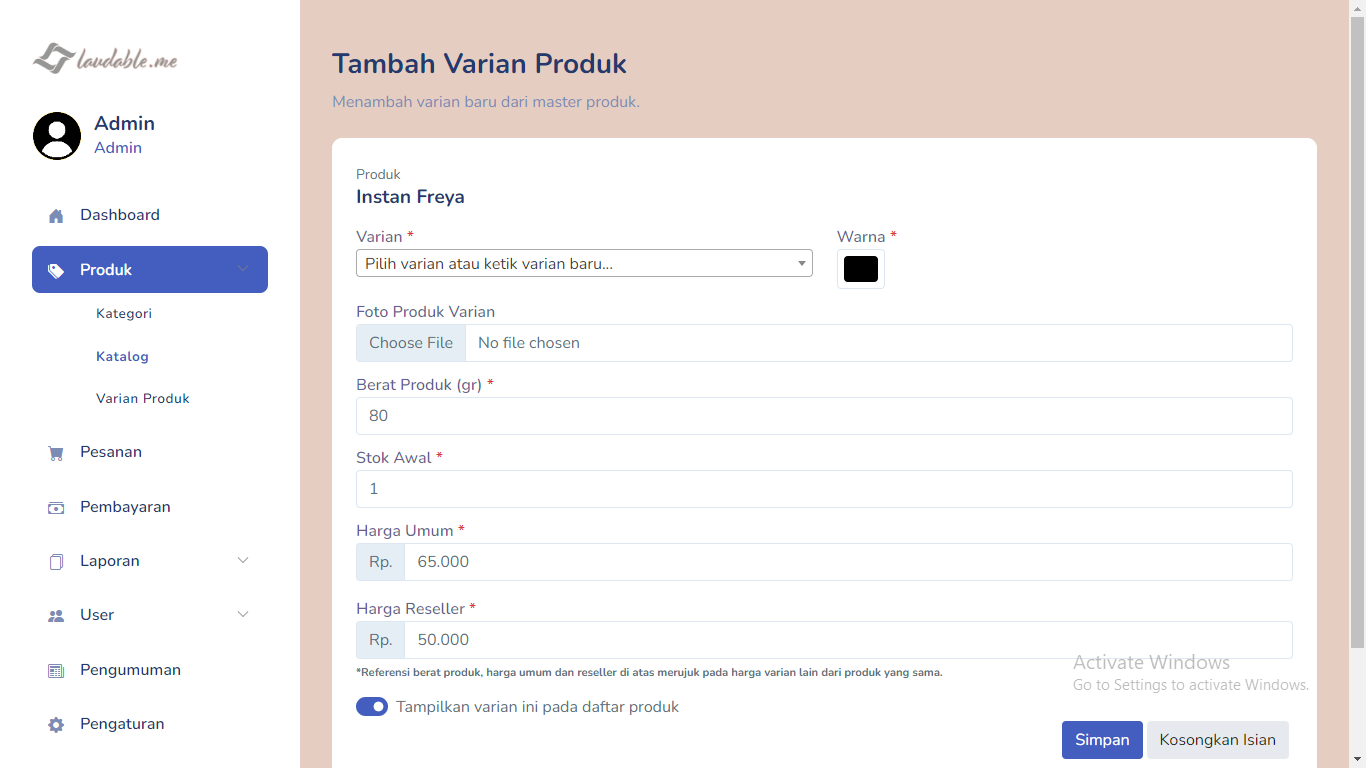 laudable.me
Admin
Admin
Dashboard
Produk
Kategori
Katalog
Varian Produk
Pesanan
Pembayaran
Laporan
User
Pengumuman
Pengaturan
Tambah Varian Produk
Menambah varian baru dari master produk.
Produk
Instan Freya
Varian *
Warna *
Pilih varian atau ketik varian baru...
Foto Produk Varian
Choose File No file chosen
Berat Produk (gr) *
80
Stok Awal *
1
Harga Umum *
Rp. 65.000
Harga Reseller *
Rp. 50.000
*Referensi berat produk, harga umum dan reseller di atas merujuk pada harga varian lain dari produk yang sama.
Tampilkan varian ini pada daftar produk
Simpan Kosongkan Isian
Activate Windows
Go to Settings to activate Windows.